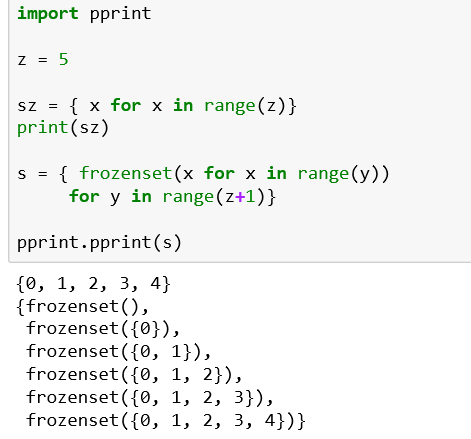 import pprint
z = 5
sz = { x for x in range(z)}
print(sz)
s = { frozenset(x for x in range(y))
     for y in range(z+1)}
pprint.pprint(s)
{0, 1, 2, 3, 4}
{frozenset(),
 frozenset({0}),
 frozenset({0, 1}),
 frozenset({0, 1, 2}),
 frozenset({0, 1, 2, 3}),
 frozenset({0, 1, 2, 3, 4})}